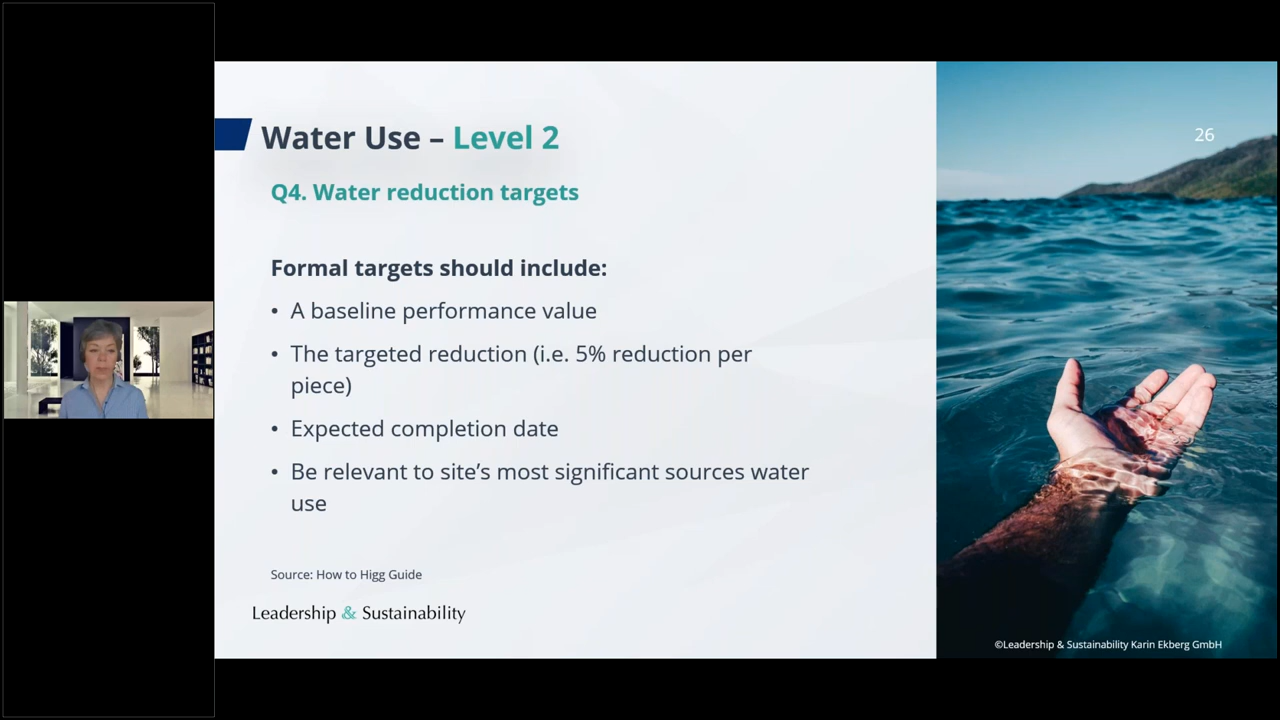 Water Use – Level 2
26
Q4. Water reduction targets
Formal targets should include:
• A baseline performance value
• The targeted reduction (i.e. 5% reduction per
piece)
• Expected completion date
• Be relevant to site’s most significant sources water
use
Source: How to Higg Guide
Leadership & Sustainability
©Leadership & Sustainability Karin Ekberg GmbH